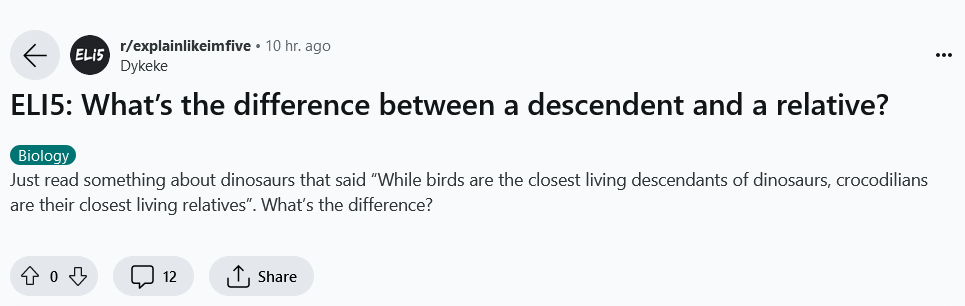 ELI5
r/explainlikeimfive • 10 hr. ago
Dykeke
ELI5: What’s the difference between a descendent and a relative?
Biology
Just read something about dinosaurs that said “While birds are the closest living descendants of dinosaurs, crocodilians
are their closest living relatives”. What’s the difference?
0
12
Share